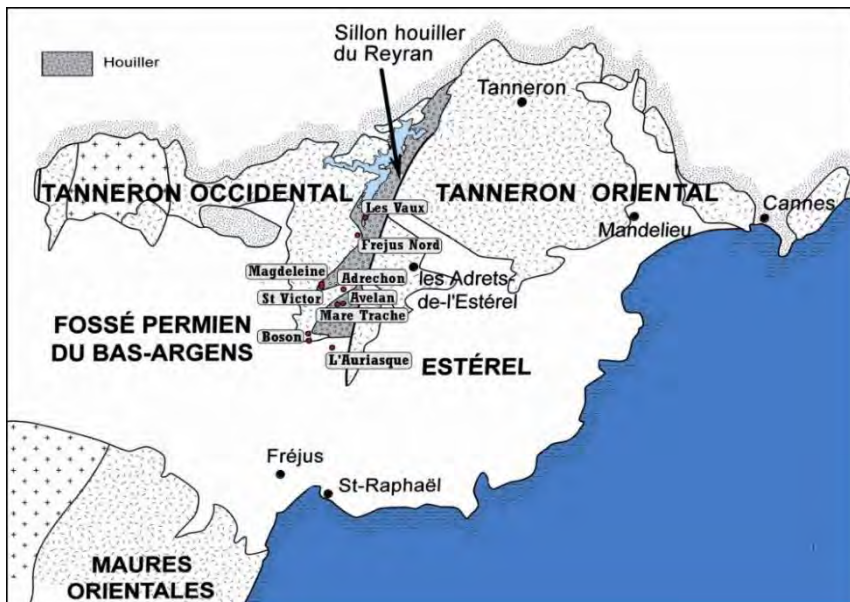 Houiller
Sillon houiller
du Reyran
Tanneron
TANNERON OCCIDENTAL
TANNERON ORIENTAL
Cannes
Les Vaux
Mandelieu
Frejus Nord
Magdeleine
Adrechon
les Adrets-
de-l'Estérel
St Victor
Avelan
Mare Trache
FOSSÉ PERMIEN
DU BAS-ARGENS
Boson
L'Auriasque
ESTÉREL
Fréjus
St-Raphaël
MAURES
ORIENTALES